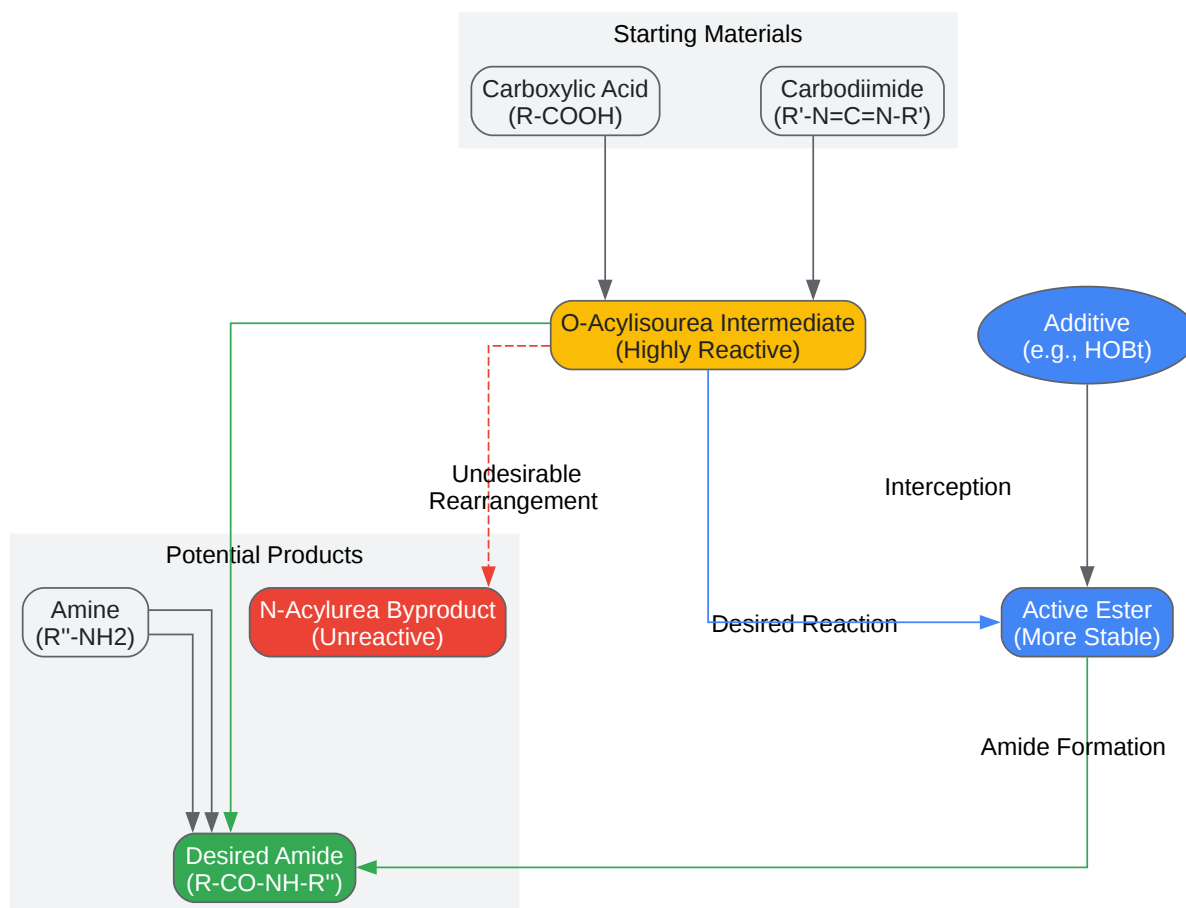 Starting Materials
Carboxylic Acid
(R-COOH)
Carbodiimide
(R'-N=C=N-R')
O-Acylisourea Intermediate
(Highly Reactive)
Additive
(e.g., HOBt)
Undesirable
Rearrangement
Interception
Potential Products
Amine
(R''-NH2)
N-Acylurea Byproduct
(Unreactive)
Desired Reaction
Active Ester
(More Stable)
Amide Formation
Desired Amide
(R-CO-NH-R'')